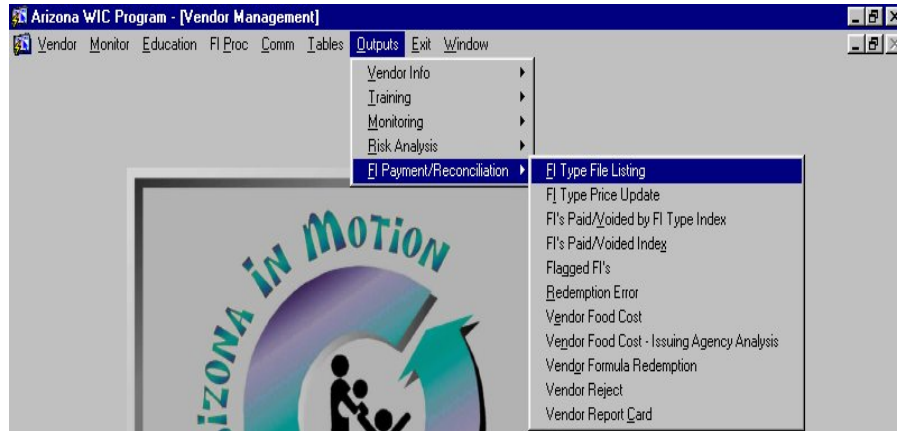 Arizona WIC Program - [Vendor Management]
Vendor Monitor Education FI Proc Comm Tables Outputs Exit Window
Vendor Info
Training
Monitoring
Risk Analysis
FI Payment/Reconciliation
FI Type File Listing
FI Type Price Update
FI's Paid/Voided by FI Type Index
FI's Paid/Voided Index
Flagged FI's
Redemption Error
Vendor Food Cost
Vendor Food Cost - Issuing Agency Analysis
Vendor Formula Redemption
Vendor Reject
Vendor Report Card
IZONA IN MOTION